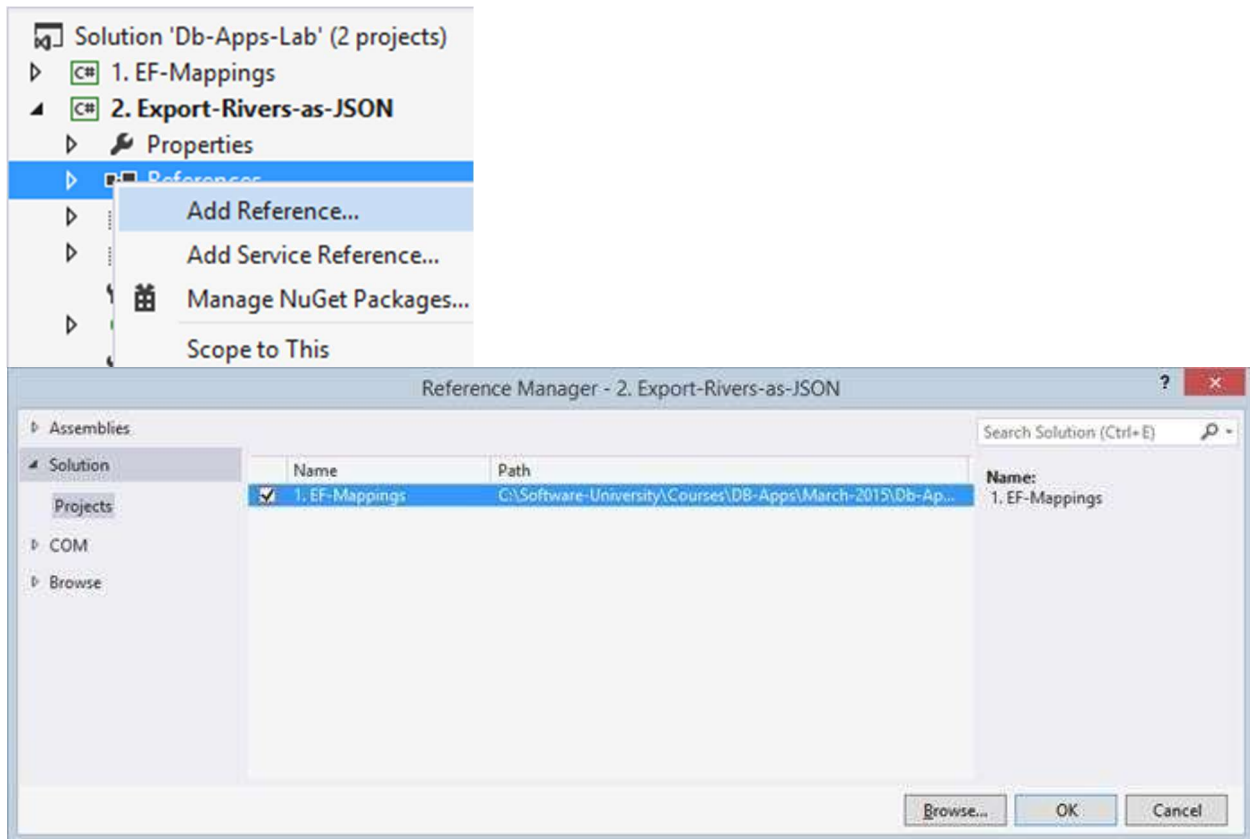 Solution 'Db-Apps-Lab' (2 projects)
C# 1. EF-Mappings
C# 2. Export-Rivers-as-JSON
Properties
References
Add Reference...
Add Service Reference...
Manage NuGet Packages...
Scope to This
Reference Manager - 2. Export-Rivers-as-JSON ? ×
Assemblies
Solution
Projects
COM
Browse
Name Path
1. EF-Mappings C:\Software-University\Courses\DB-Apps\March-2015\Db-Ap...
Search Solution (Ctrl+E)
Name:
1. EF-Mappings
Browse... OK Cancel